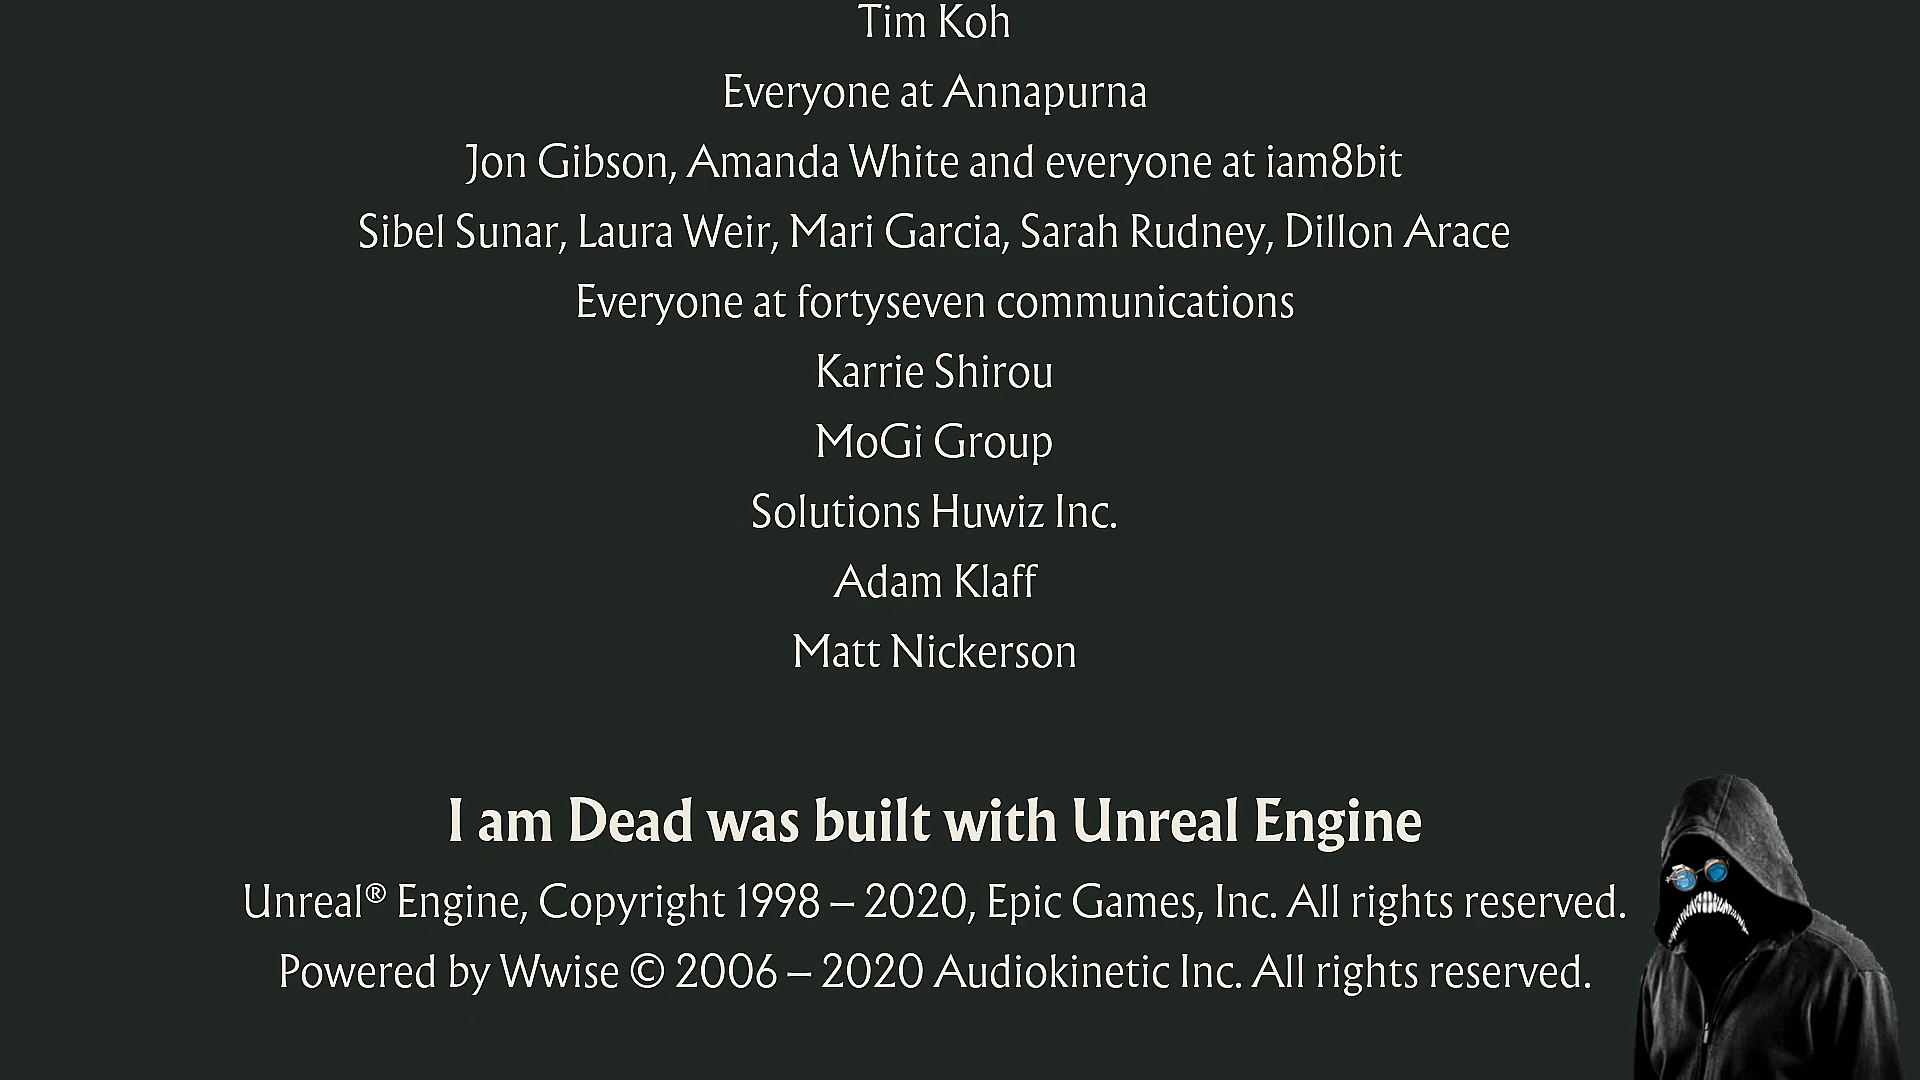 Tim Koh
Everyone at Annapurna
Jon Gibson, Amanda White and everyone at iam8bit
Sibel Sunar, Laura Weir, Mari Garcia, Sarah Rudney, Dillon Arace
Everyone at fortyseven communications
Karrie Shirou
MoGi Group
Solutions Huwiz Inc.
Adam Klaff
Matt Nickerson
I am Dead was built with Unreal Engine
Unreal® Engine, Copyright 1998 – 2020, Epic Games, Inc. All rights reserved.
Powered by Wwise © 2006 – 2020 Audiokinetic Inc. All rights reserved.